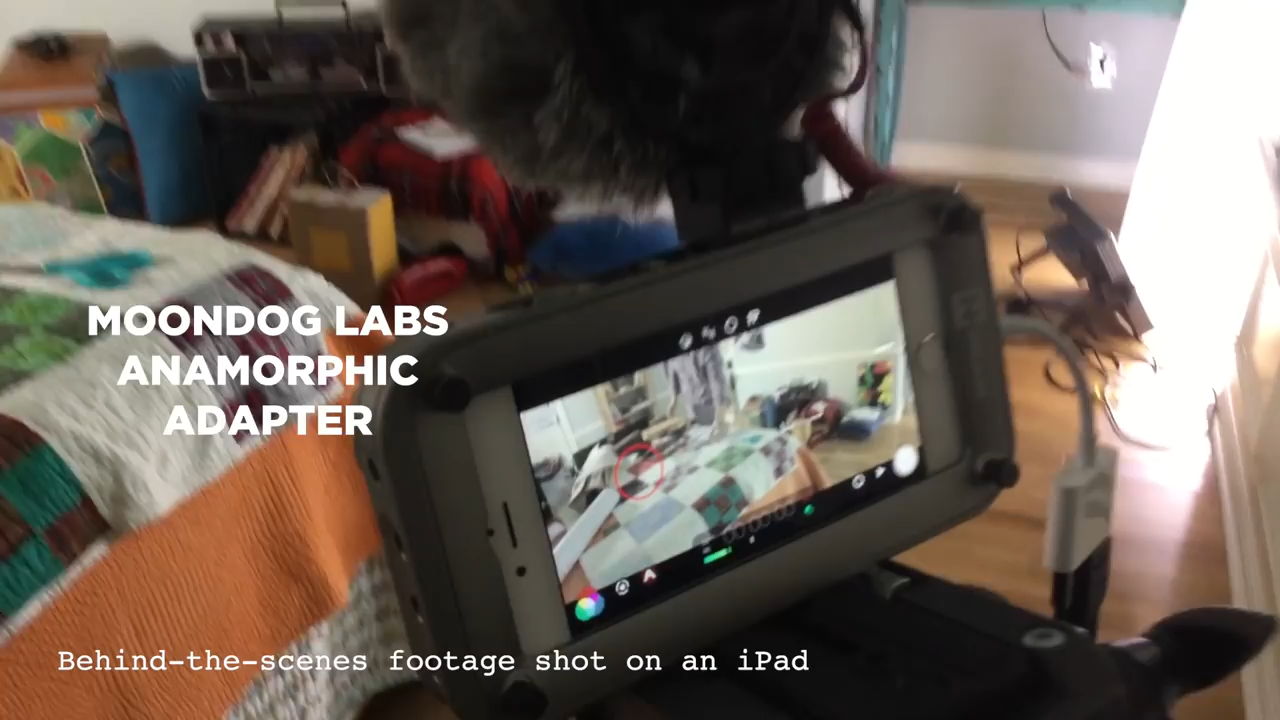 MOONDOG LABS
ANAMORPHIC
ADAPTER
Behind-the-scenes footage shot on an iPad